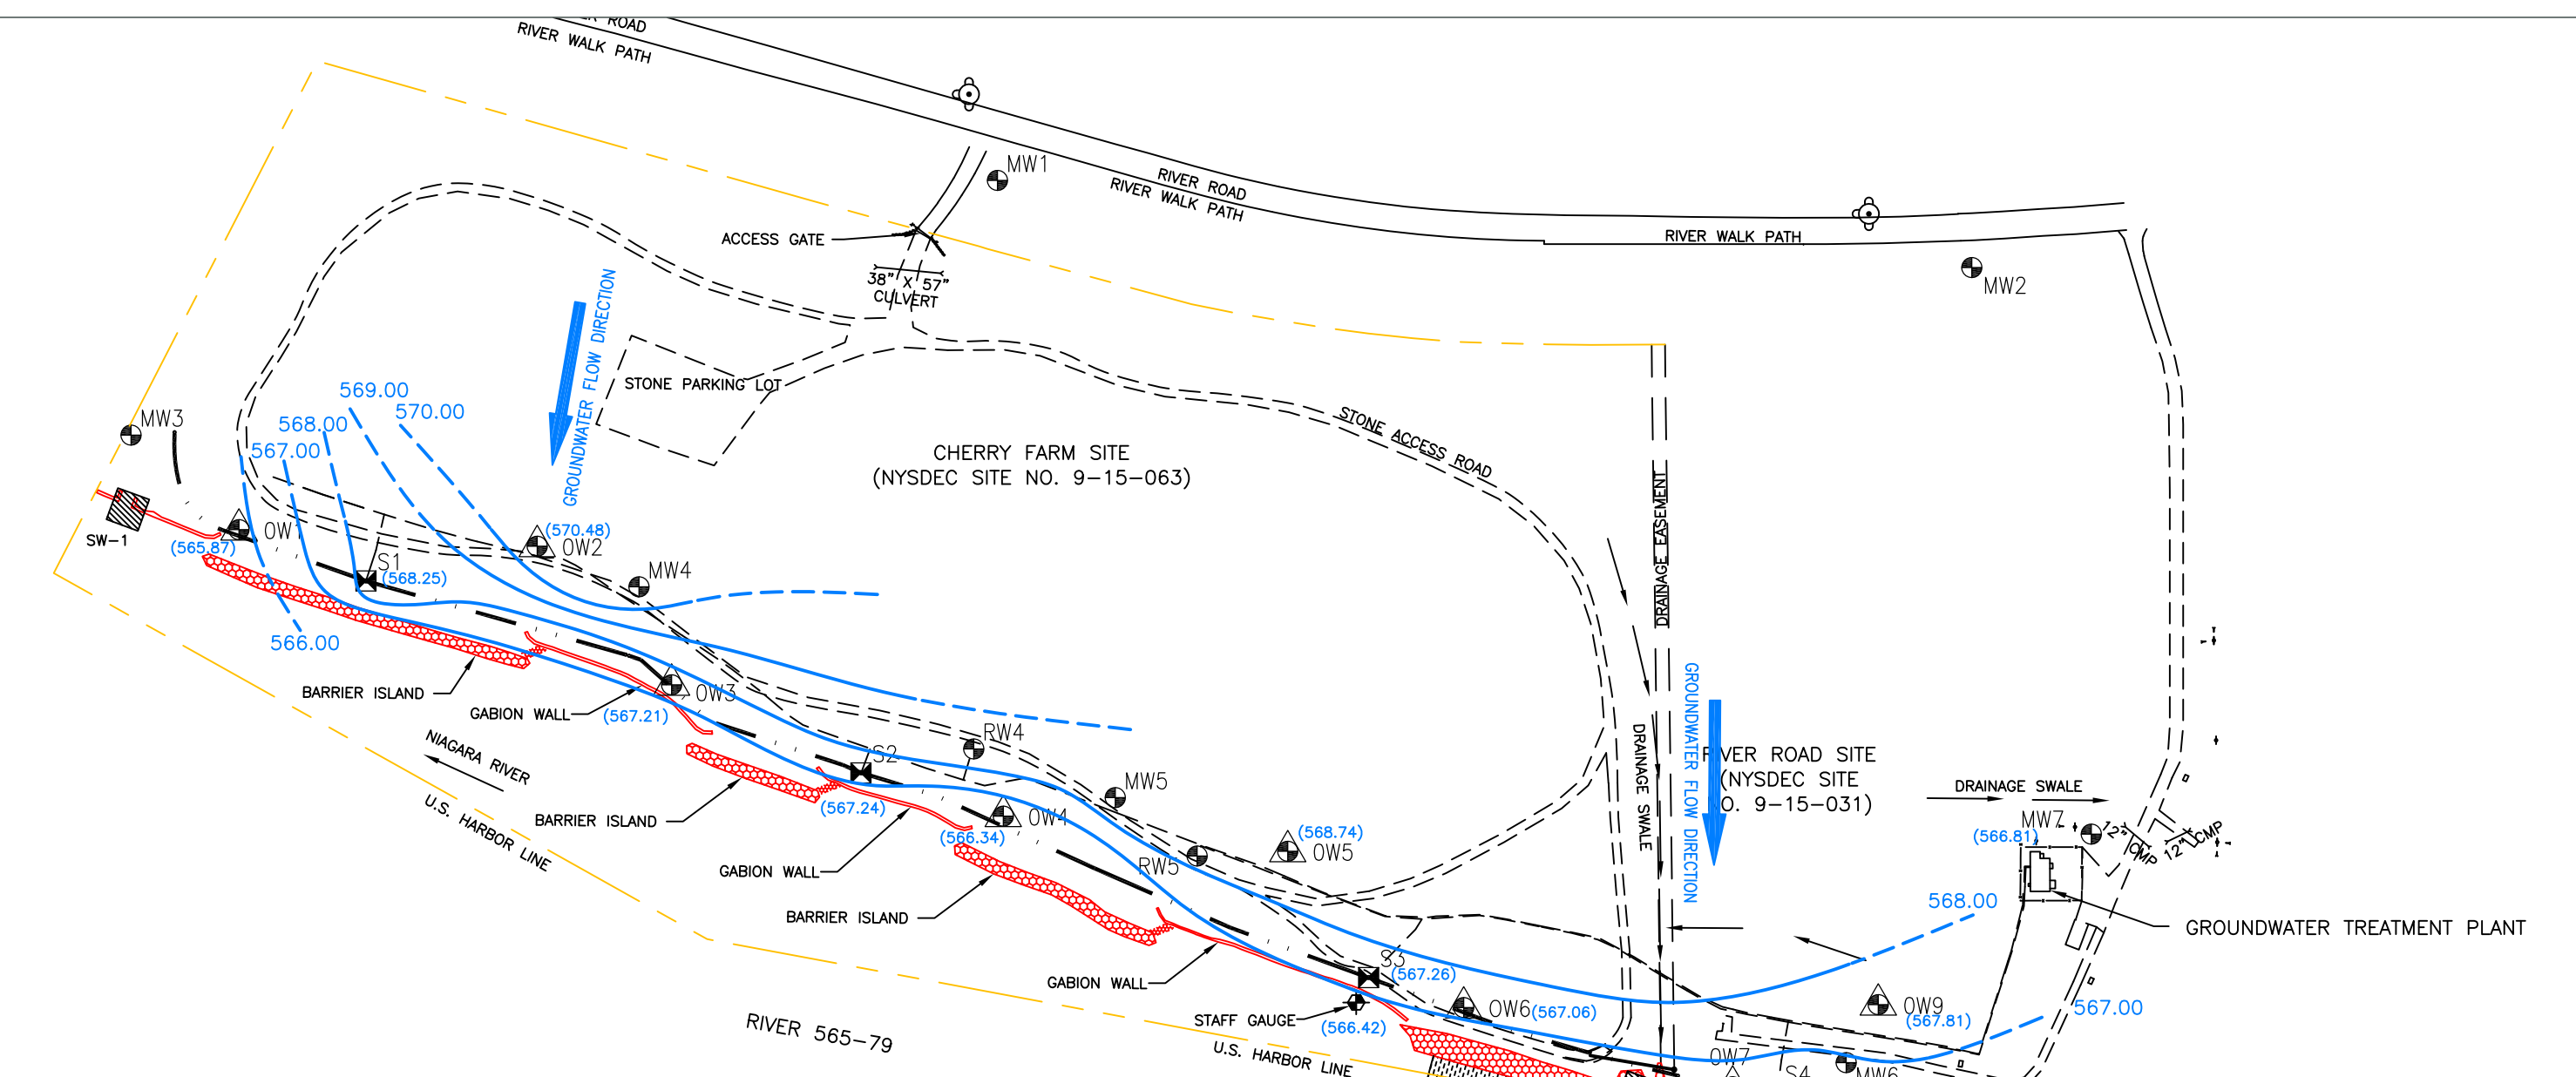 RIVER ROAD
RIVER WALK PATH
MW1
RIVER ROAD
RIVER WALK PATH
RIVER WALK PATH
ACCESS GATE
MW2
38" X 57"
CULVERT
GROUNDWATER FLOW DIRECTION
STONE PARKING LOT
569.00
570.00
568.00
567.00
MW3
STONE ACCESS ROAD
CHERRY FARM SITE
(NYSDEC SITE NO. 9-15-063)
DRAINAGE EASEMENT
SW-1
OW1
(565.87)
(570.48)
OW2
S1
(568.25)
MW4
566.00
BARRIER ISLAND
GABION WALL
OW3
(567.21)
NIAGARA RIVER
U.S. HARBOR LINE
RW4
S2
(567.24)
BARRIER ISLAND
MW5
OW4
(566.34)
GABION WALL
RW5
(568.74)
OW5
BARRIER ISLAND
DRAINAGE SWALE
GROUNDWATER FLOW DIRECTION
RIVER ROAD SITE
(NYSDEC SITE
NO. 9-15-031)
DRAINAGE SWALE
MW7
(566.81)
12" CMP
12" CMP
568.00
GROUNDWATER TREATMENT PLANT
GABION WALL
S3
(567.26)
STAFF GAUGE
(566.42)
OW6
(567.06)
OW9
(567.81)
567.00
RIVER 565-79
U.S. HARBOR LINE
OW7
S4
MW6